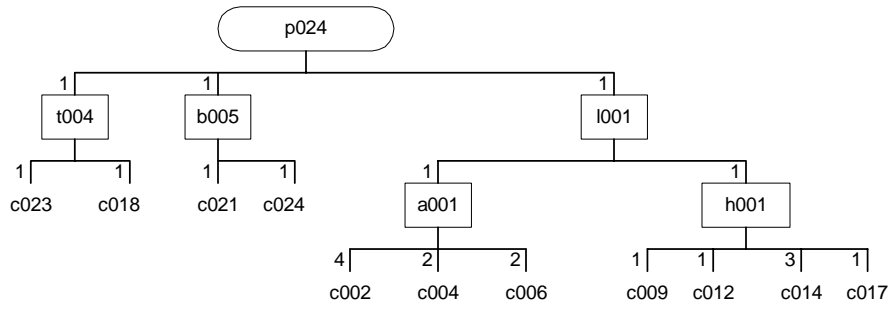 p024
1 1 1
t004 b005 l001
1 1 1 1 1 1
c023 c018 c021 c024 a001 h001
4 2 2 1 1 3 1
c002 c004 c006 c009 c012 c014 c017